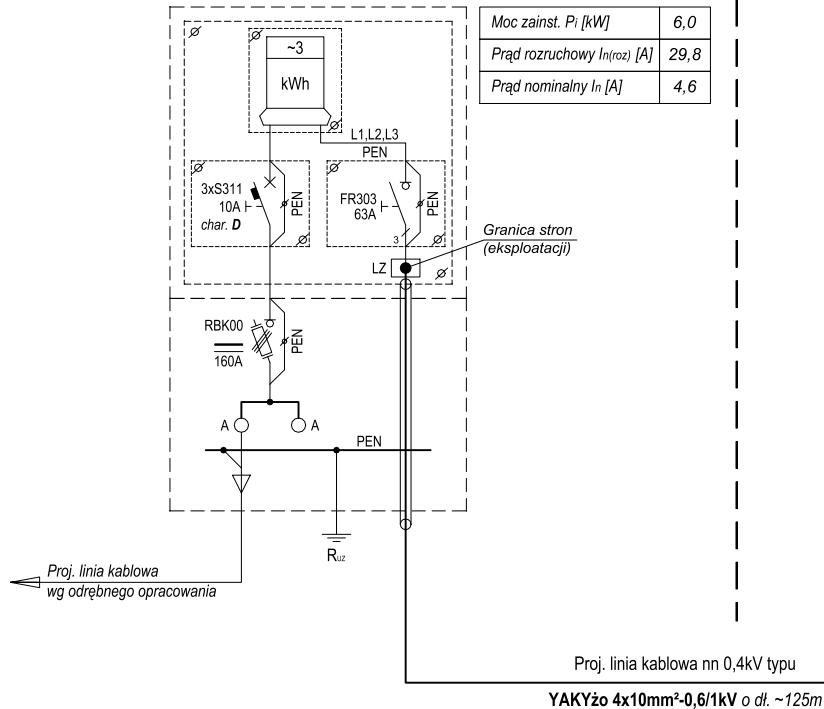 Moc zainst. Pi [kW] 6,0
Prąd rozruchowy In(roz) [A] 29,8
Prąd nominalny In [A] 4,6
~3
kWh
L1,L2,L3
PEN
3xS311
10A
char. D
PEN
FR303
63A
PEN
3
Granica stron
(eksploatacji)
LZ
RBK00
160A
PEN
A
A
PEN
Ruz
Proj. linia kablowa
wg odrębnego opracowania
Proj. linia kablowa nn 0,4kV typu
YAKYżo 4x10mm²-0,6/1kV o dł. ~125m